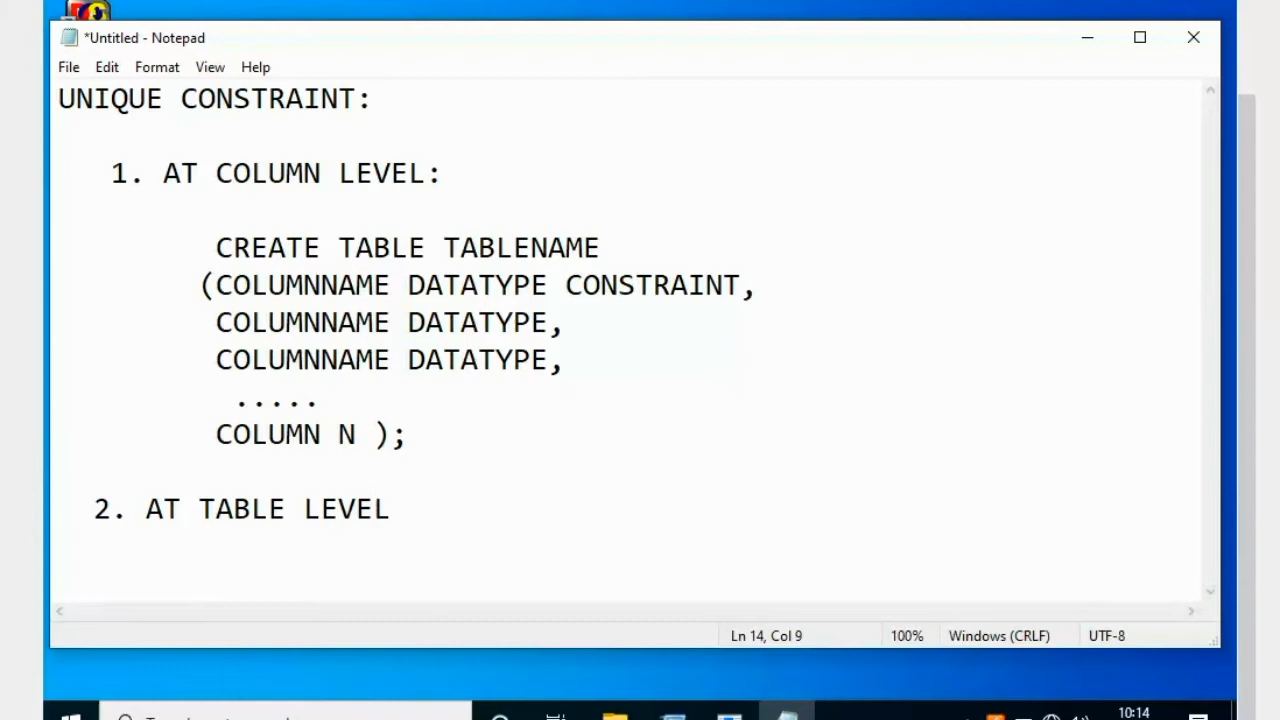 *Untitled - Notepad
File Edit Format View Help
UNIQUE CONSTRAINT:
1. AT COLUMN LEVEL:
CREATE TABLE TABLENAME
(COLUMNNAME DATATYPE CONSTRAINT,
COLUMNNAME DATATYPE,
COLUMNNAME DATATYPE,
.....
COLUMN N );
2. AT TABLE LEVEL
Ln 14, Col 9 100% Windows (CRLF) UTF-8
10:14